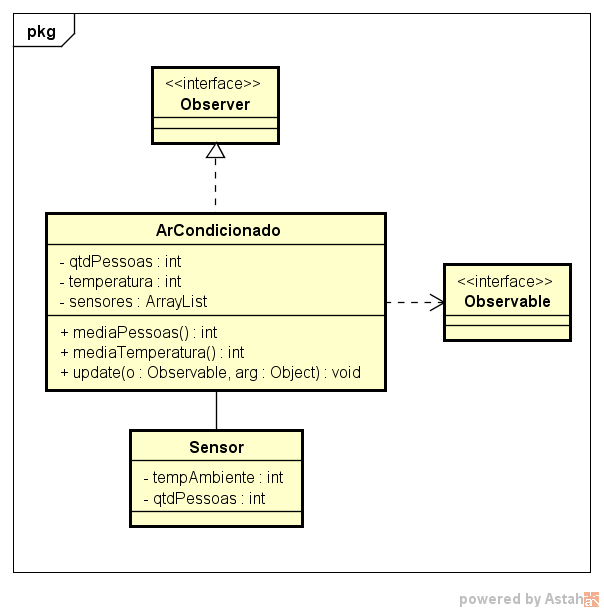 pkg
<<interface>>
Observer
ArCondicionado
- qtdPessoas : int
- temperatura : int
- sensores : ArrayList
+ mediaPessoas() : int
+ mediaTemperatura() : int
+ update(o : Observable, arg : Object) : void
<<interface>>
Observable
Sensor
- tempAmbiente : int
- qtdPessoas : int
powered by Astah